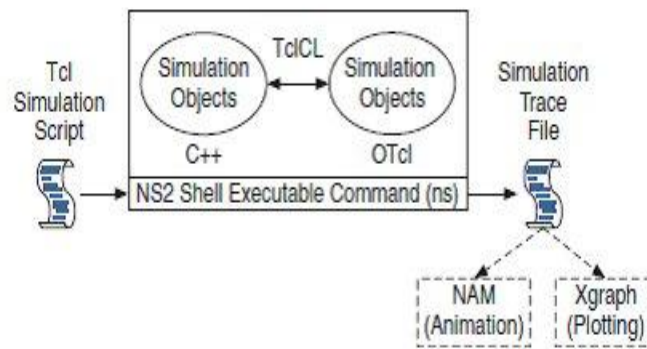 Tcl
Simulation
Script
TclCL
Simulation
Objects
Simulation
Objects
C++
OTcl
NS2 Shell Executable Command (ns)
Simulation
Trace
File
NAM
(Animation)
Xgraph
(Plotting)